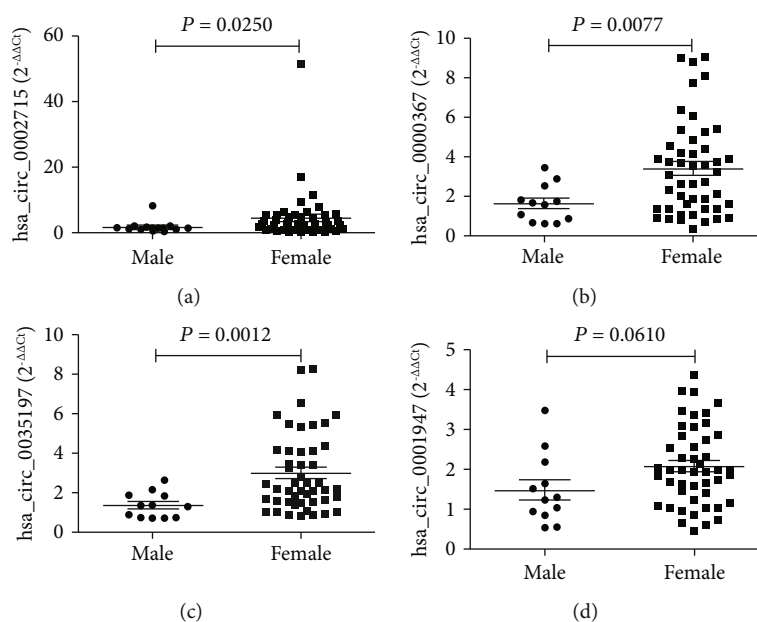 P = 0.0250
hsa_circ_0002715 (2^-ΔΔCt)
60
40
20
0
Male
Female
(a)
P = 0.0077
hsa_circ_0000367 (2^-ΔΔCt)
10
8
6
4
2
0
Male
Female
(b)
P = 0.0012
hsa_circ_0035197 (2^-ΔΔCt)
10
8
6
4
2
0
Male
Female
(c)
P = 0.0610
hsa_circ_0001947 (2^-ΔΔCt)
5
4
3
2
1
0
Male
Female
(d)